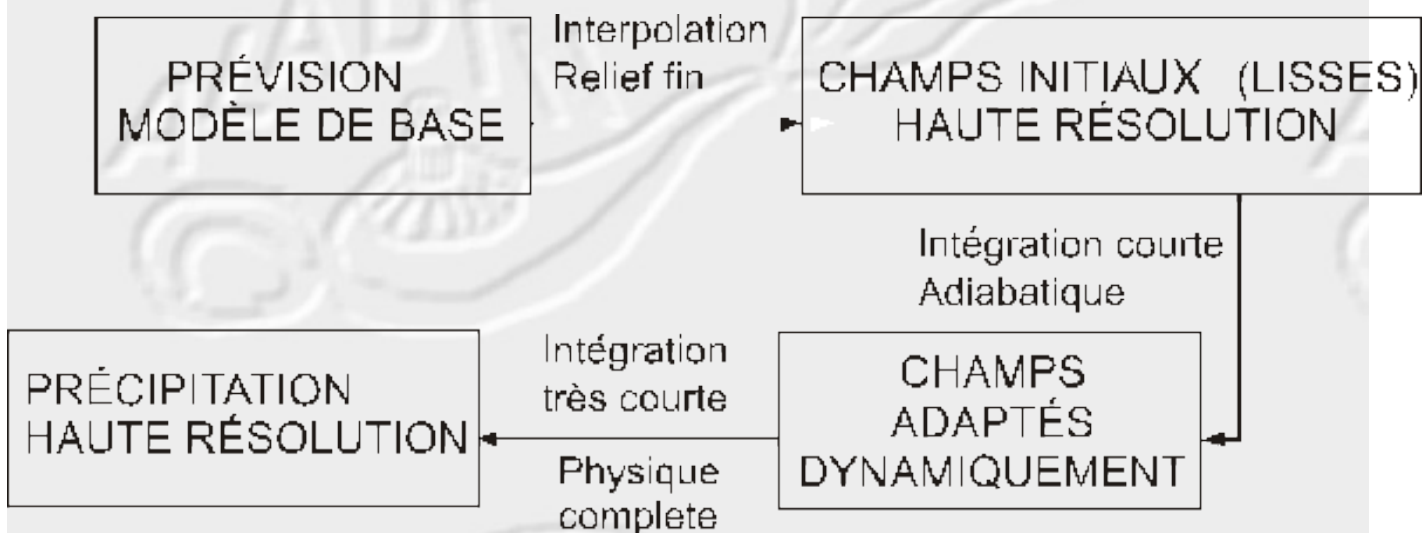 PRÉVISION
MODÈLE DE BASE
Interpolation
Relief fin
CHAMPS INITIAUX (LISSES)
HAUTE RÉSOLUTION
Intégration courte
Adiabatique
CHAMPS
ADAPTÉS
DYNAMIQUEMENT
Intégration
très courte
Physique
complete
PRÉCIPITATION
HAUTE RÉSOLUTION